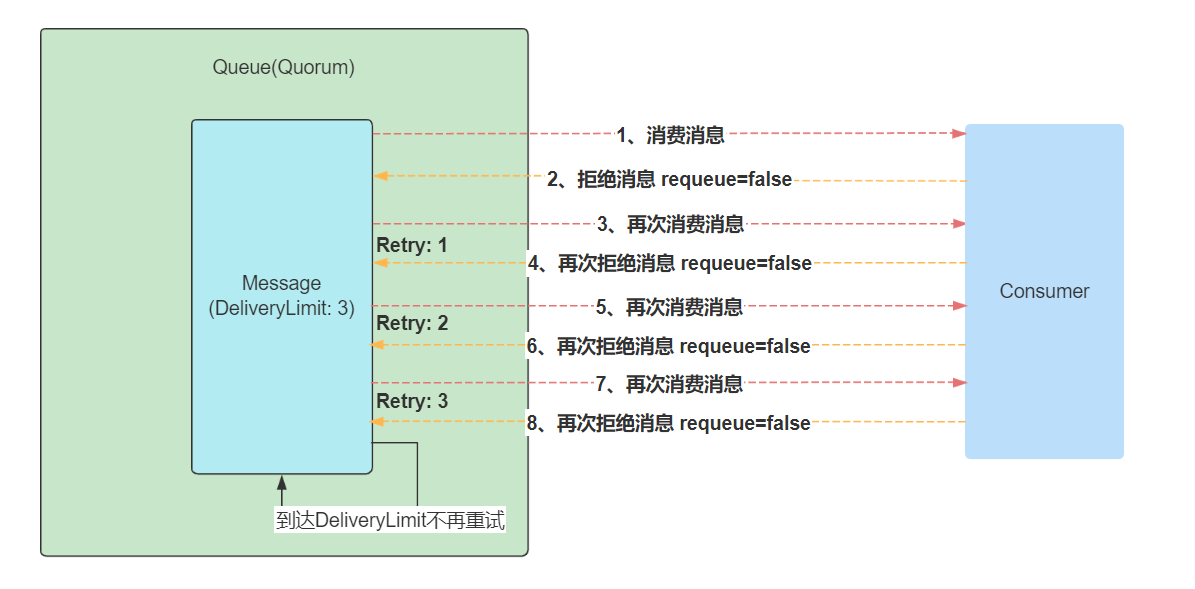 Queue(Quorum)
1、消费消息
2、拒绝消息 requeue=false
3、再次消费消息
Retry: 1
4、再次拒绝消息 requeue=false
Message
(DeliveryLimit: 3)
Consumer
5、再次消费消息
Retry: 2
6、再次拒绝消息 requeue=false
7、再次消费消息
Retry: 3
8、再次拒绝消息 requeue=false
到达DeliveryLimit不再重试